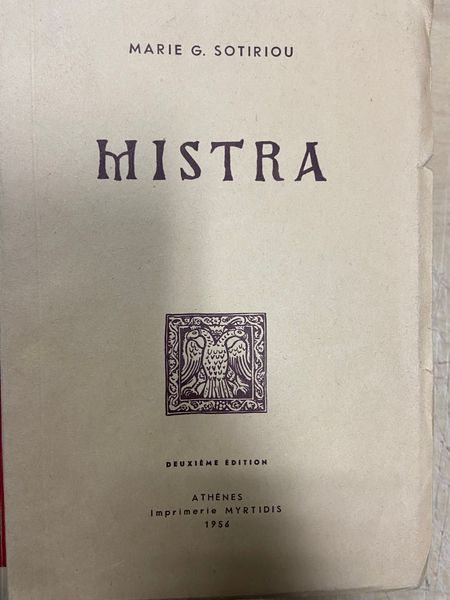 MARIE G. SOTIRIOU
MISTRA
DEUXIÈME ÉDITION
ATHÈNES
Imprimerie MYRTIDIS
1956